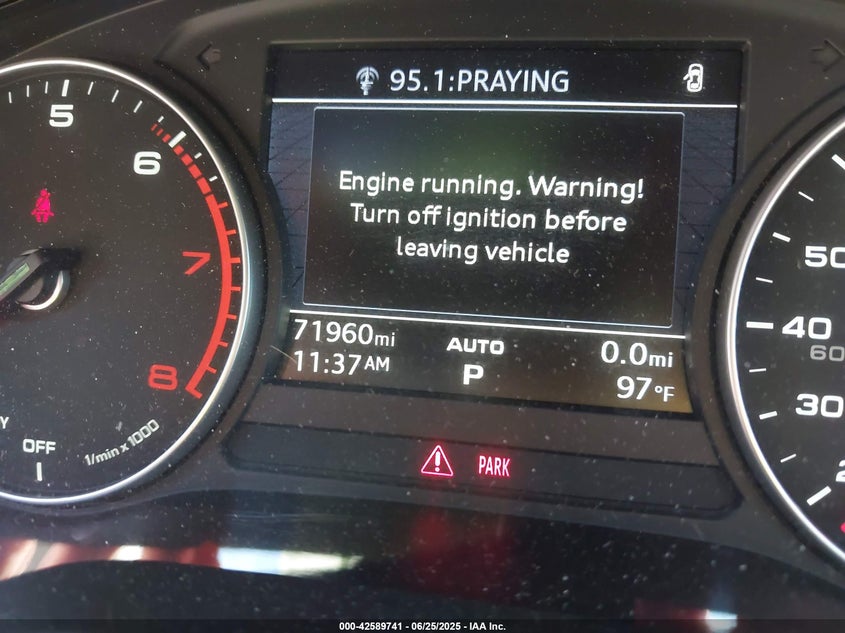 95.1:PRAYING
Engine running. Warning!
Turn off ignition before
leaving vehicle
71960mi
AUTO
0.0mi
11:37 AM
P
97°F
PARK
5
6
7
8
1/min x 1000
OFF
50
40
60
30
000-42589741 / 06/25/2025 - IAA Inc.